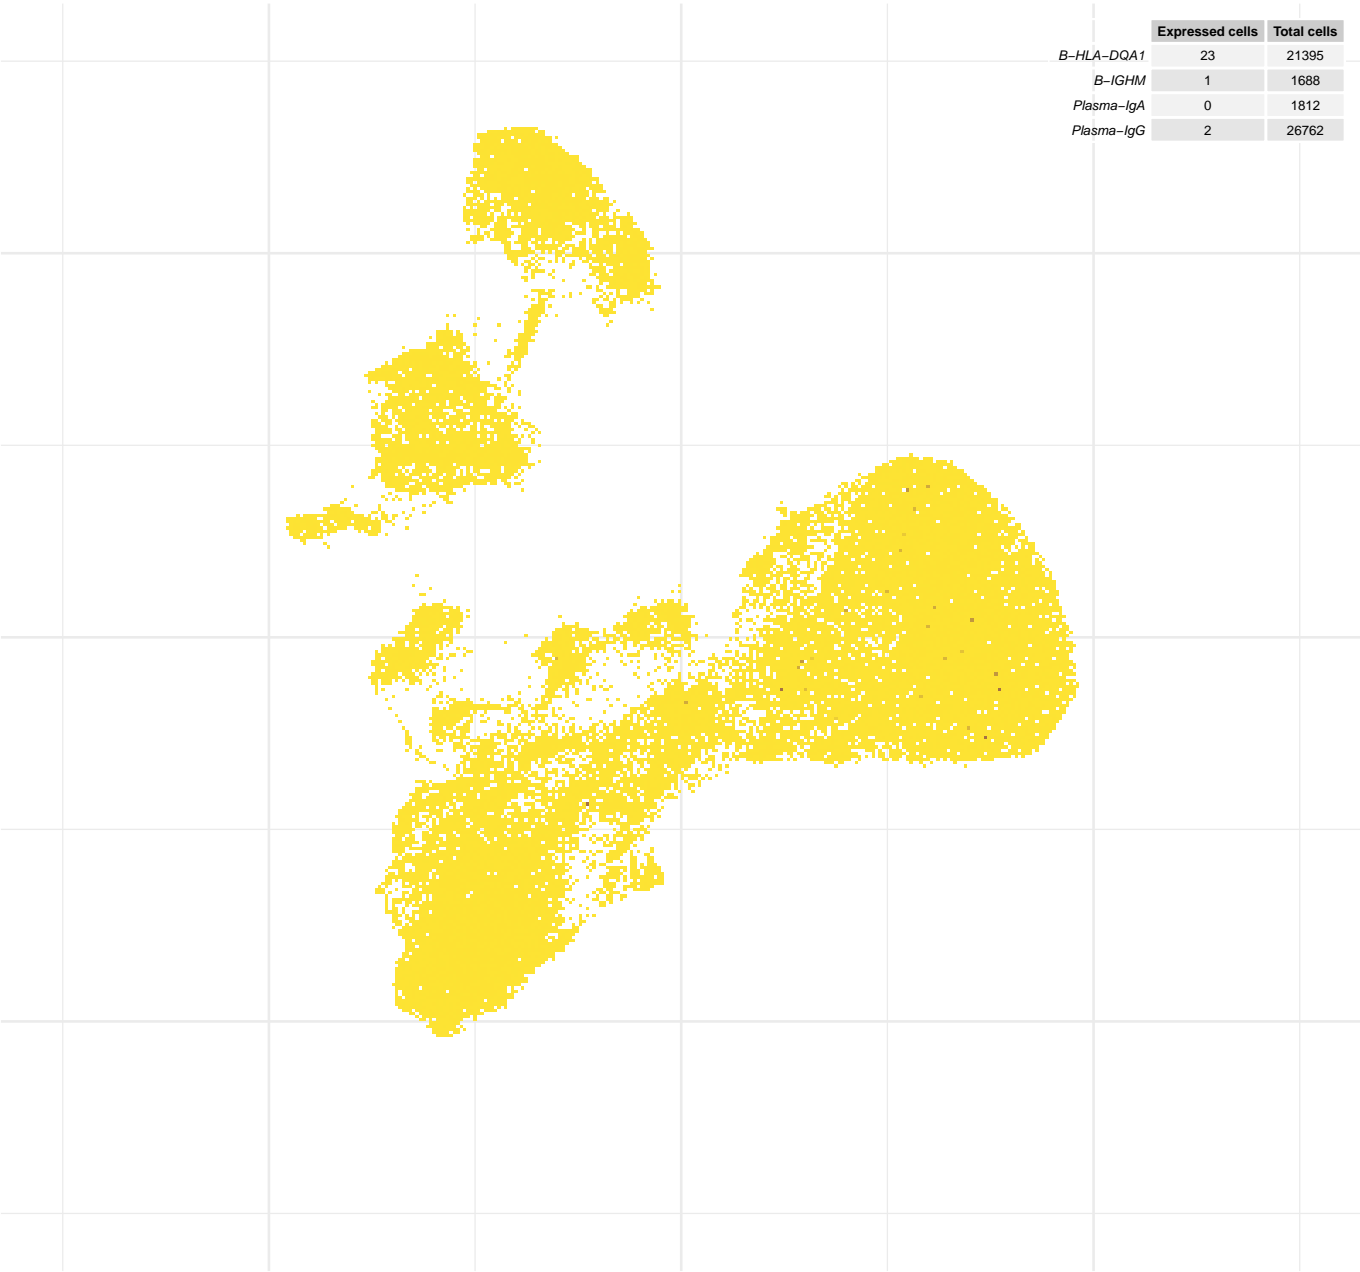 Expressed cells Total cells
B−HLA−DQA1 23 21395
B−IGHM 1 1688
Plasma−IgA 0 1812
Plasma−IgG 2 26762